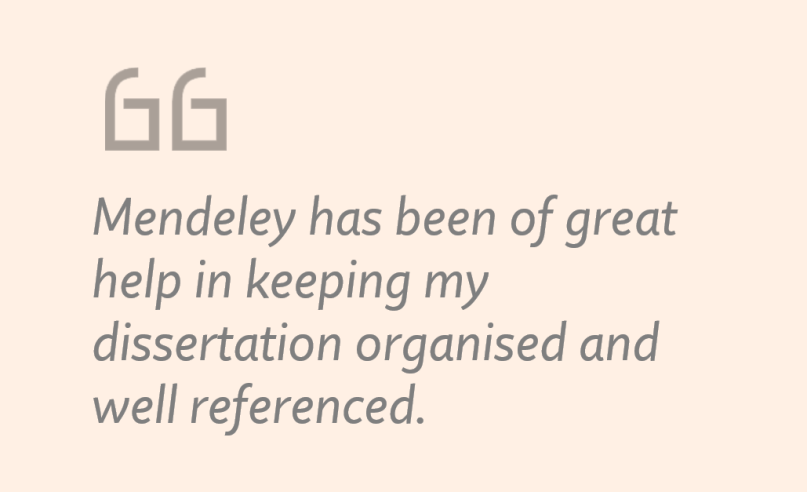 Mendeley has been of great
help in keeping my
dissertation organised and
well referenced.